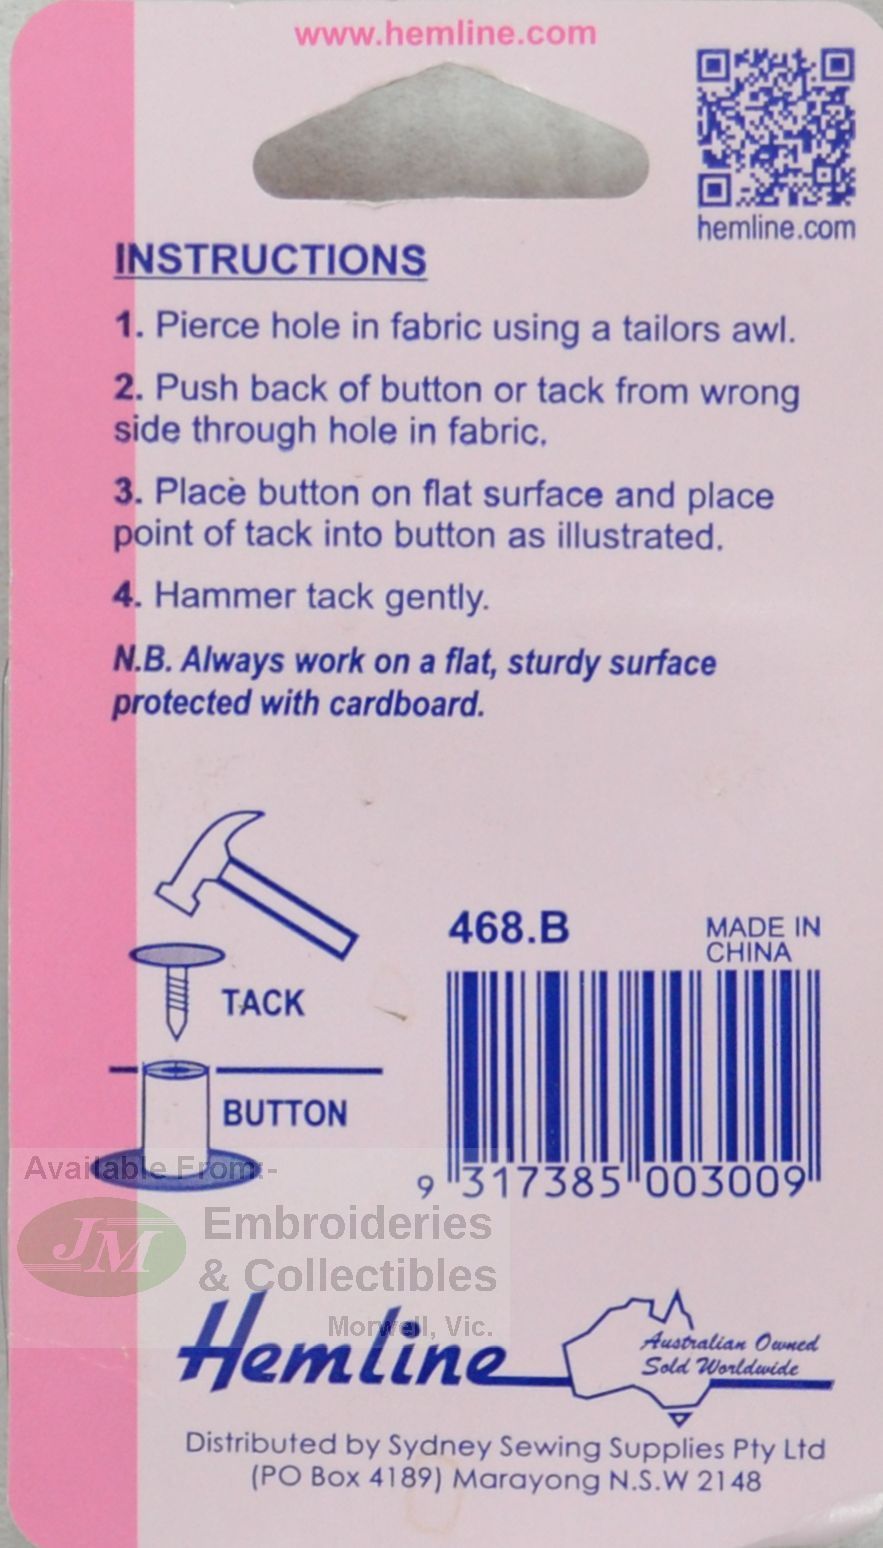 www.hemline.com
hemline.com
INSTRUCTIONS
1. Pierce hole in fabric using a tailors awl.
2. Push back of button or tack from wrong
side through hole in fabric.
3. Place button on flat surface and place
point of tack into button as illustrated.
4. Hammer tack gently.
N.B. Always work on a flat, sturdy surface
protected with cardboard.
468.B
MADE IN
CHINA
TACK
BUTTON
9 317385 003009
Available From:-
JM
Embroideries
& Collectibles
Morwell, Vic.
Hemline
Australian Owned
Sold Worldwide
Distributed by Sydney Sewing Supplies Pty Ltd
(PO Box 4189) Marayong N.S.W 2148